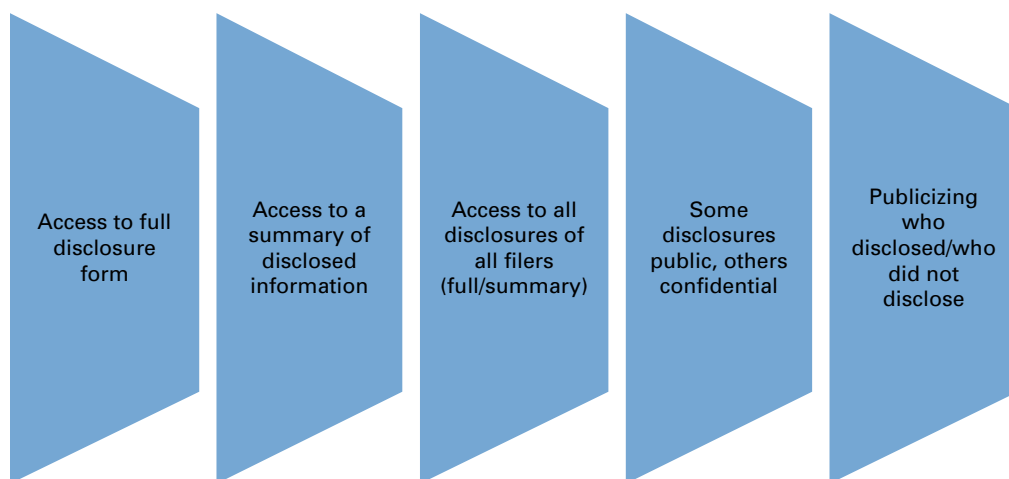 Access to full
disclosure
form
Access to a
summary of
disclosed
information
Access to all
disclosures of
all filers
(full/summary)
Some
disclosures
public, others
confidential
Publicizing
who
disclosed/who
did not
disclose